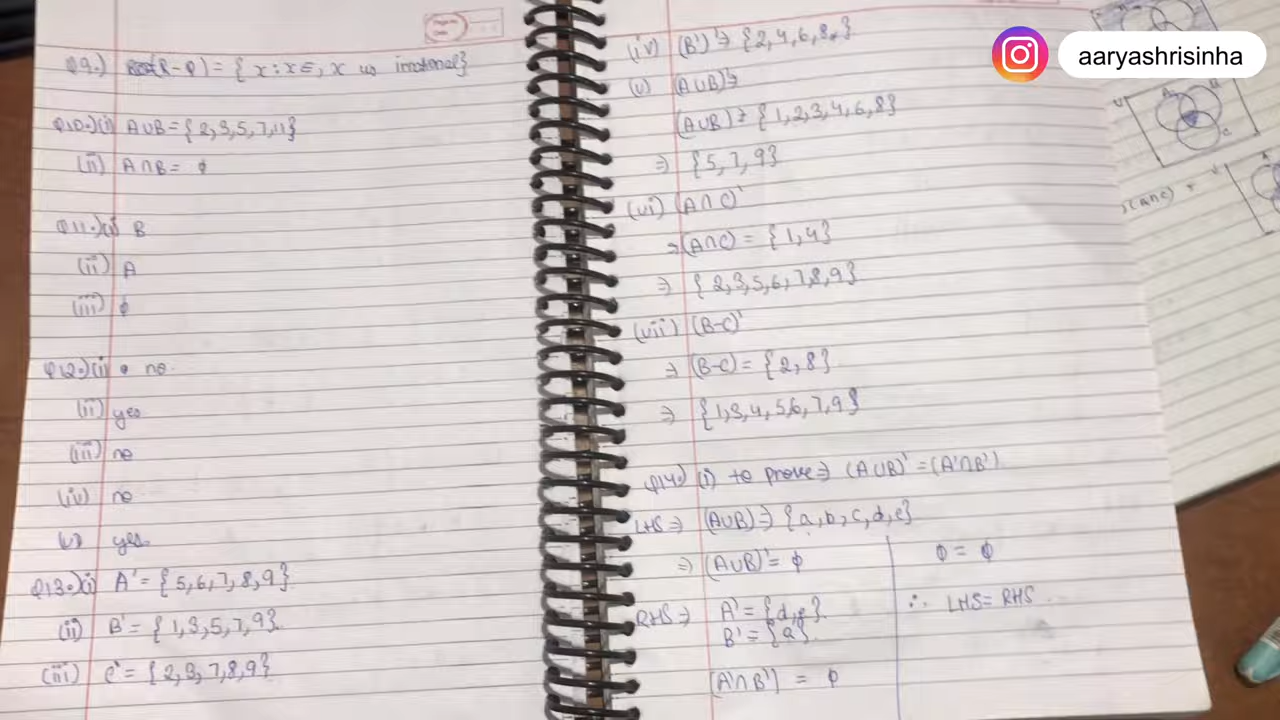 Q9.) (R-Q) = { x : x ∈, x is irrational}
Q10.)(i) A∪B = {2,3,5,7,11}
(ii) A∩B = ϕ
Q11.)(i) B
(ii) A
(iii) ϕ
Q12.)(i) no.
(ii) yes
(iii) no
(iv) no
(v) yes.
Q13.)(i) A' = {5,6,7,8,9}
(ii) B' = {1,3,5,7,9}
(iii) C' = {2,3,7,8,9}
(iv) (B')' ⇒ {2,4,6,8}
(v) (A∪B)' ⇒
(A∪B) ⇒ {1,2,3,4,6,8}
⇒ {5,7,9}
(vi) (A∩C)'
⇒ (A∩C) = {1,4}
⇒ {2,3,5,6,7,8,9}
(vii) (B-C)'
⇒ (B-C) = {2,8}
⇒ {1,3,4,5,6,7,9}
Q14.) (i) to prove ⇒ (A∪B)' = (A'∩B')
LHS ⇒ (A∪B) ⇒ {a,b,c,d,e}
⇒ (A∪B)' = ϕ
RHS ⇒ A' = {d,e}
B' = {a}
(A'∩B') = ϕ
ϕ = ϕ
∴ LHS = RHS.
aaryashrisinha
U
A
B
C